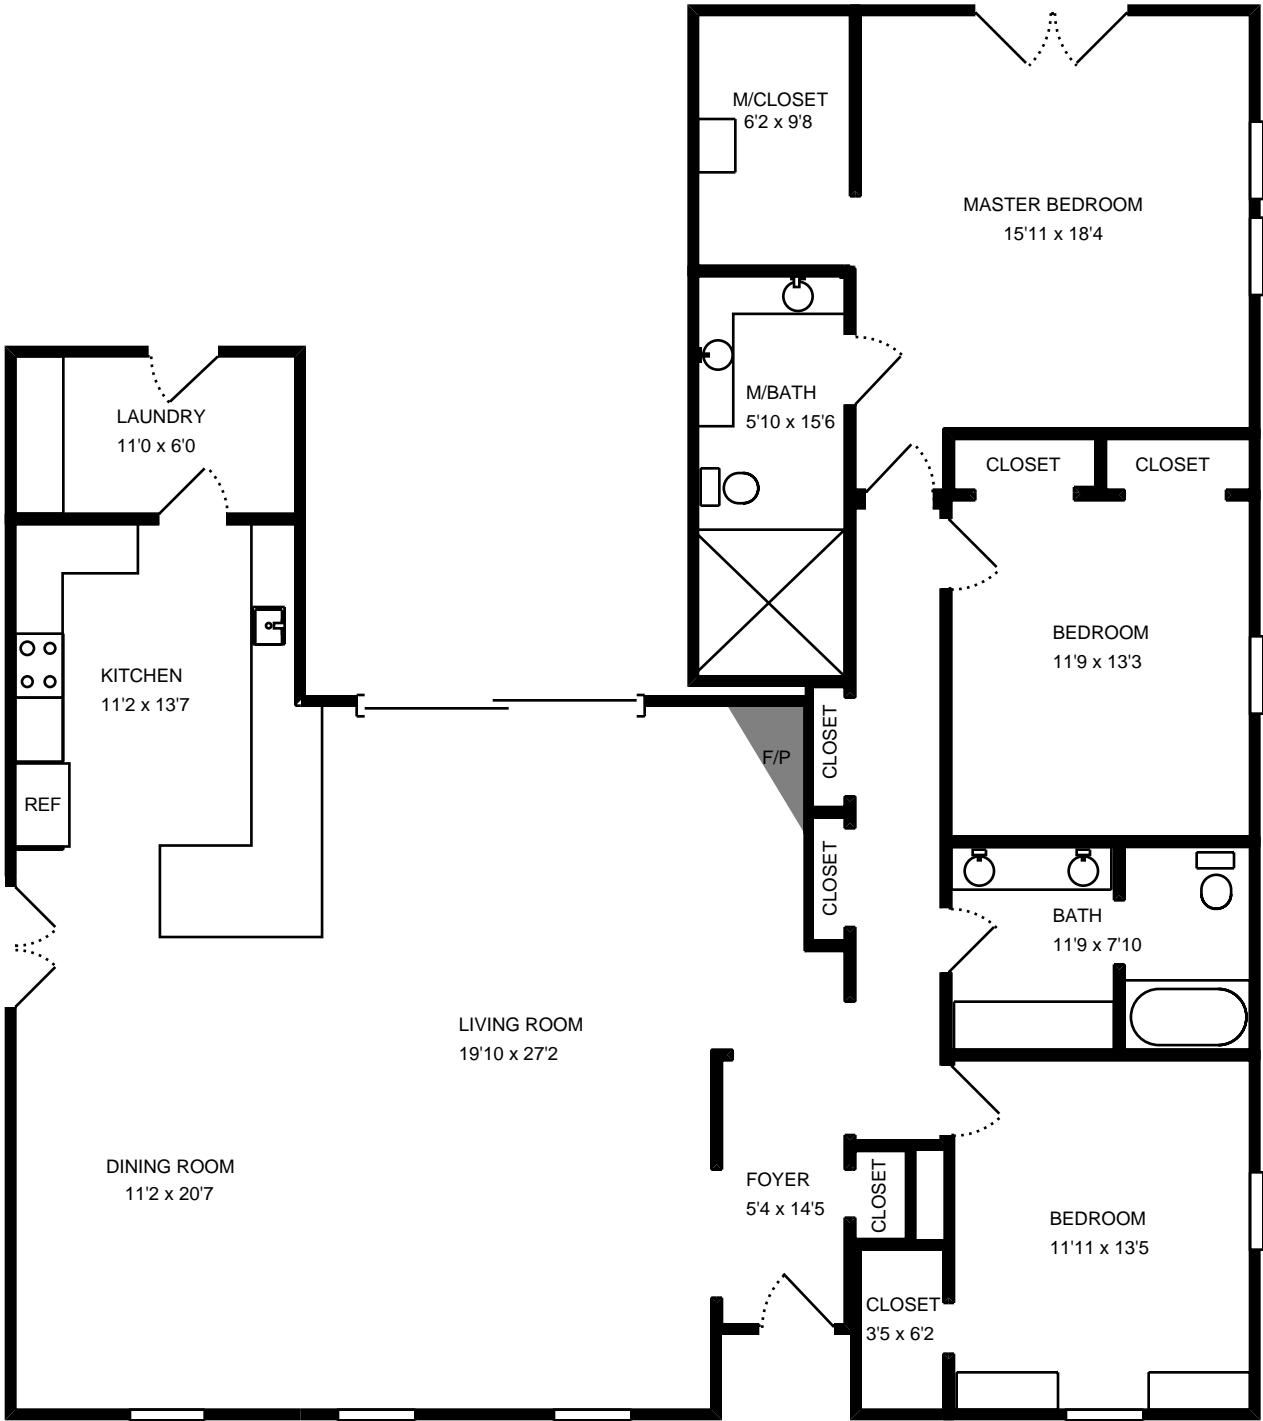 M/CLOSET
6'2 x 9'8
MASTER BEDROOM
15'11 x 18'4
M/BATH
5'10 x 15'6
LAUNDRY
11'0 x 6'0
CLOSET
CLOSET
BEDROOM
11'9 x 13'3
KITCHEN
11'2 x 13'7
CLOSET
F/P
REF
CLOSET
BATH
11'9 x 7'10
LIVING ROOM
19'10 x 27'2
DINING ROOM
11'2 x 20'7
FOYER
5'4 x 14'5
CLOSET
BEDROOM
11'11 x 13'5
CLOSET
3'5 x 6'2